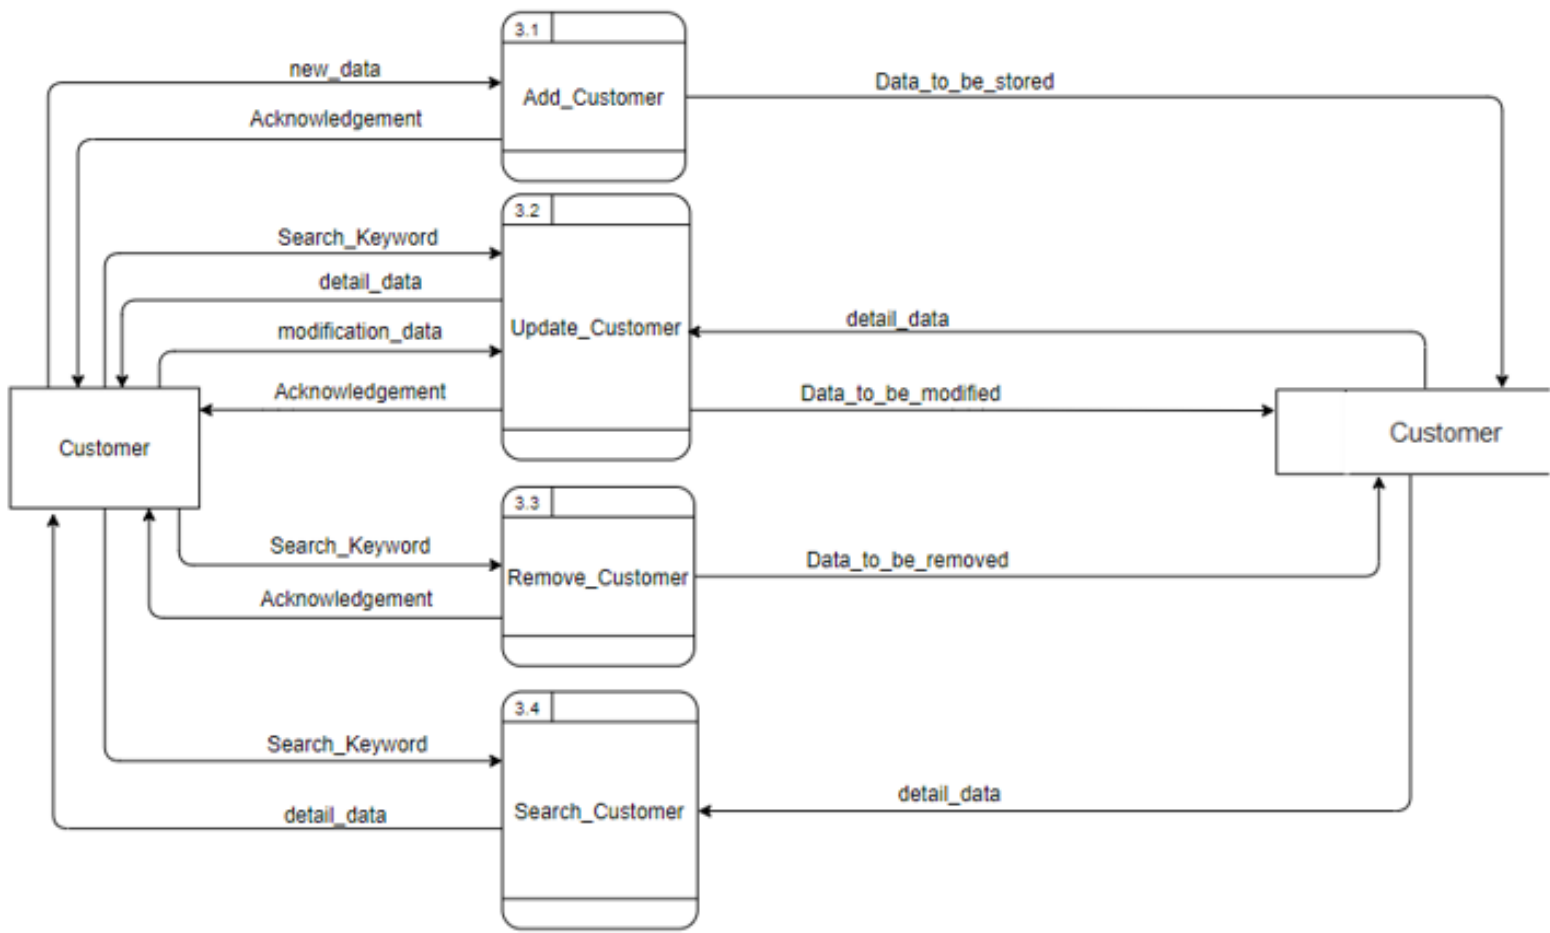 3.1
new_data
Add_Customer
Data_to_be_stored
Acknowledgement
3.2
Search_Keyword
detail_data
Update_Customer
detail_data
modification_data
Acknowledgement
Data_to_be_modified
Customer
Customer
3.3
Search_Keyword
Remove_Customer
Data_to_be_removed
Acknowledgement
3.4
Search_Keyword
Search_Customer
detail_data
detail_data